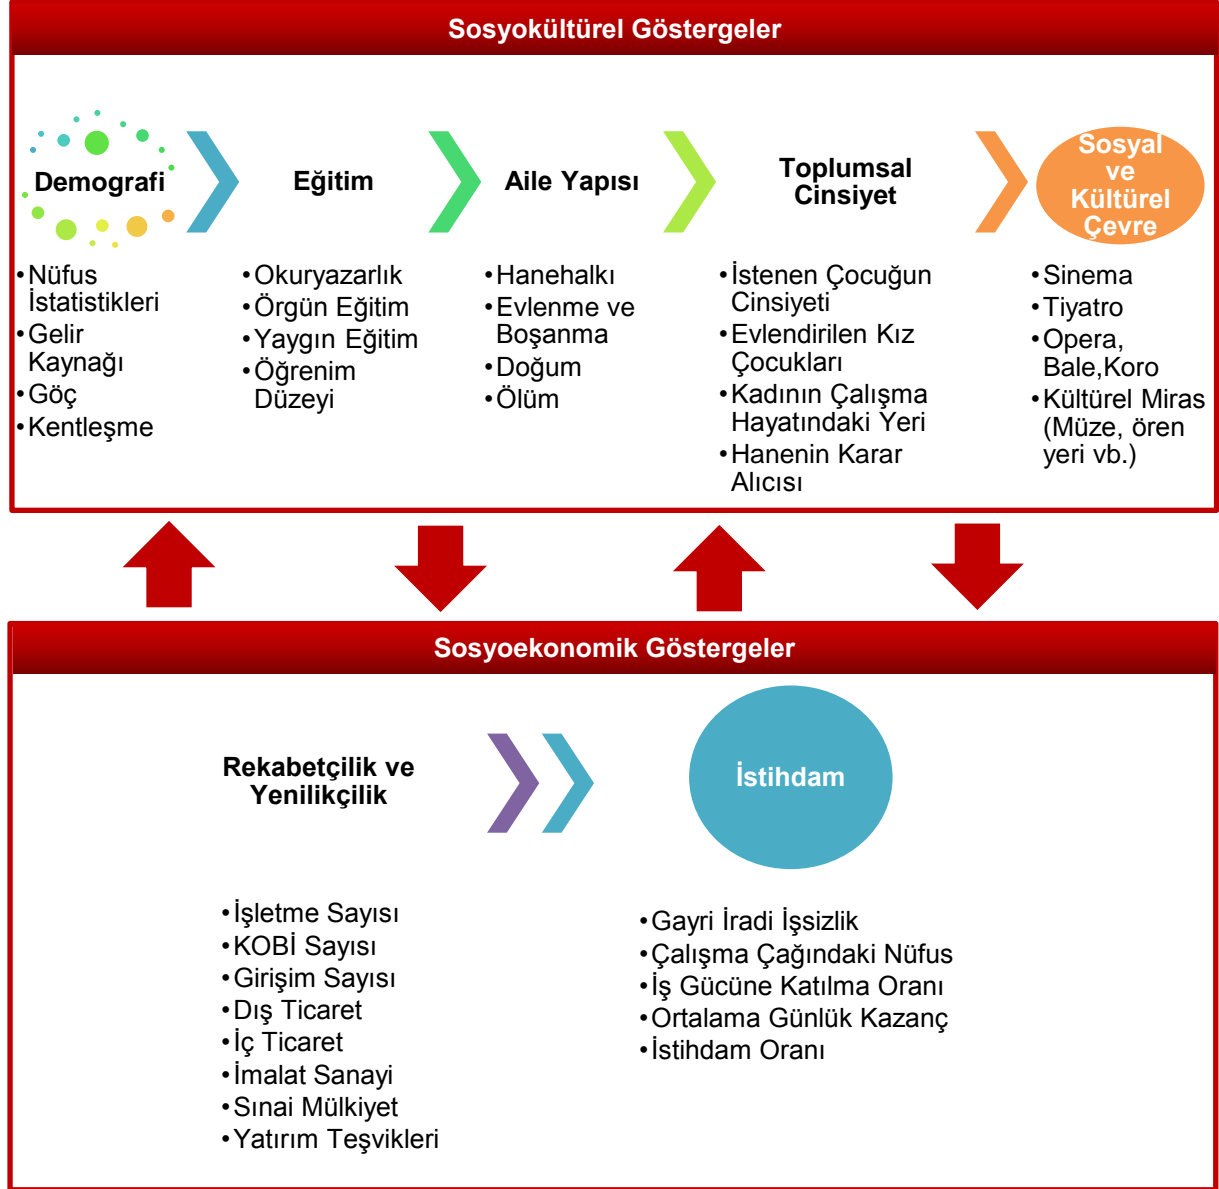 Sosyokültürel Göstergeler
Demografi
•Nüfus
İstatistikleri
•Gelir
Kaynağı
•Göç
•Kentleşme
Eğitim
•Okuryazarlık
•Örgün Eğitim
•Yaygın Eğitim
•Öğrenim
Düzeyi
Aile Yapısı
•Hanehalkı
•Evlenme ve
Boşanma
•Doğum
•Ölüm
Toplumsal
Cinsiyet
•İstenen Çocuğun
Cinsiyeti
•Evlendirilen Kız
Çocukları
•Kadının Çalışma
Hayatındaki Yeri
•Hanenin Karar
Alıcısı
Sosyal
ve
Kültürel
Çevre
•Sinema
•Tiyatro
•Opera,
Bale,Koro
•Kültürel Miras
(Müze, ören
yeri vb.)
Sosyoekonomik Göstergeler
Rekabetçilik ve
Yenilikçilik
•İşletme Sayısı
•KOBİ Sayısı
•Girişim Sayısı
•Dış Ticaret
•İç Ticaret
•İmalat Sanayi
•Sınai Mülkiyet
•Yatırım Teşvikleri
İstihdam
•Gayri İradi İşsizlik
•Çalışma Çağındaki Nüfus
•İş Gücüne Katılma Oranı
•Ortalama Günlük Kazanç
•İstihdam Oranı